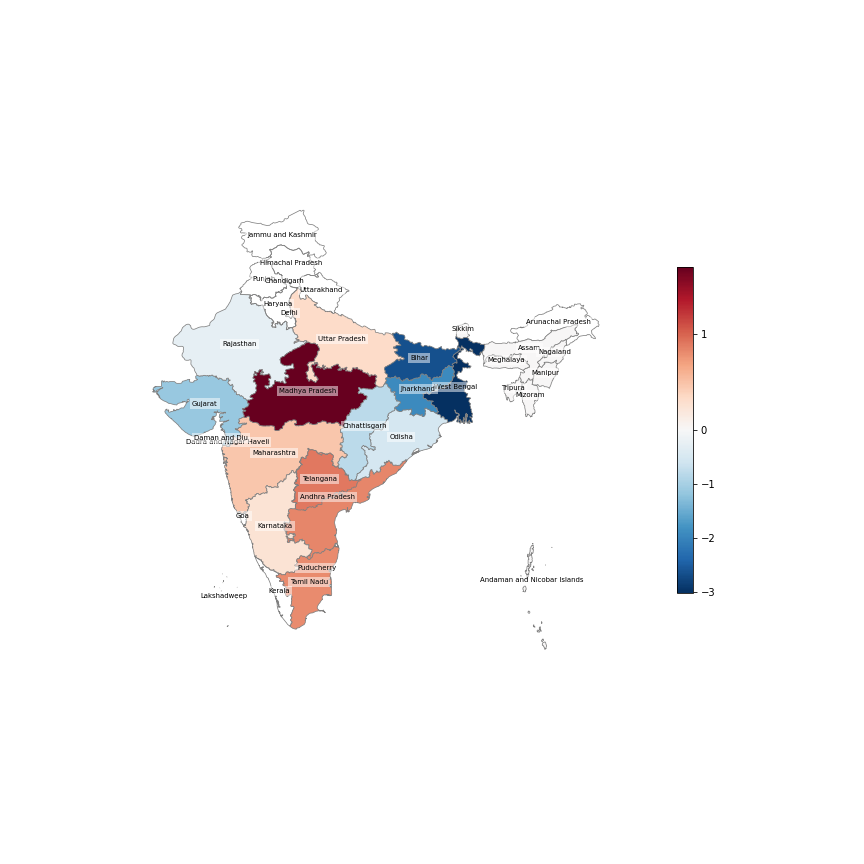 Jammu and Kashmir
Himachal Pradesh
Punjab
Chandigarh
Uttarakhand
Haryana
Delhi
Arunachal Pradesh
Sikkim
Uttar Pradesh
Rajasthan
Assam
Nagaland
Bihar
Meghalaya
Manipur
Madhya Pradesh
Jharkhand
West Bengal
Tripura
Mizoram
Gujarat
Chhattisgarh
Daman and Diu
Dadra and Nagar Haveli
Odisha
Maharashtra
Telangana
Andhra Pradesh
Goa
Karnataka
Puducherry
Tamil Nadu
Kerala
Lakshadweep
Andaman and Nicobar Islands
1
0
−1
−2
−3